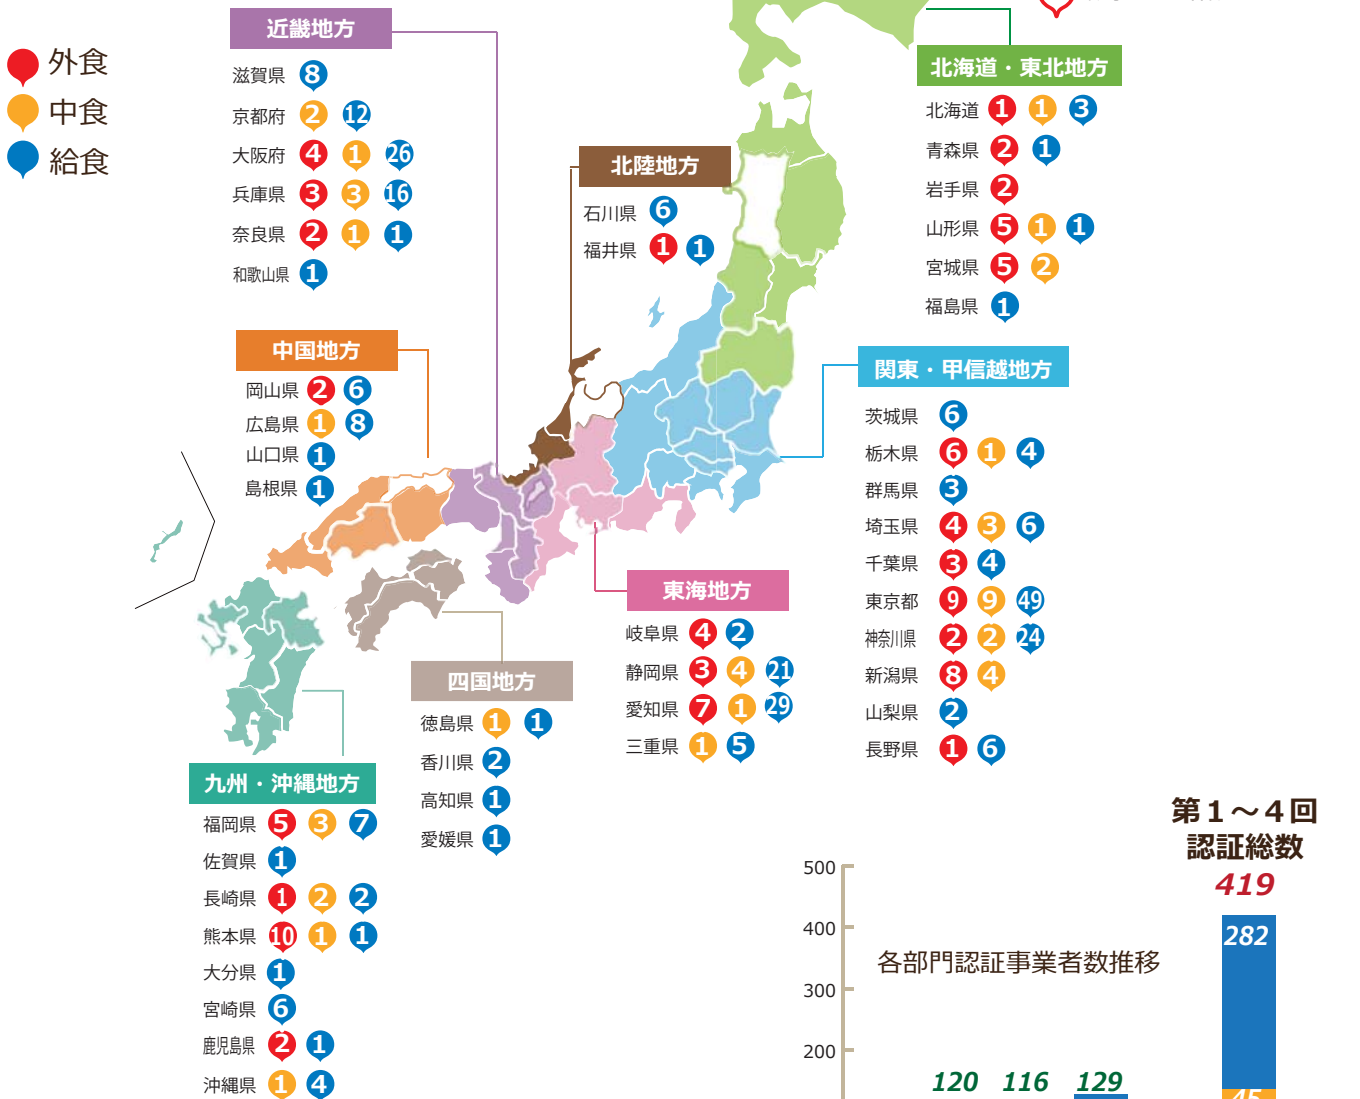 外食
中食
給食
近畿地方
滋賀県 8
京都府 2 12
大阪府 4 1 26
兵庫県 3 3 16
奈良県 2 1 1
和歌山県 1
北陸地方
石川県 6
福井県 1 1
北海道・東北地方
北海道 1 1 3
青森県 2 1
岩手県 2
山形県 5 1 1
宮城県 5 2
福島県 1
中国地方
岡山県 2 6
広島県 1 8
山口県 1
島根県 1
関東・甲信越地方
茨城県 6
栃木県 6 1 4
群馬県 3
埼玉県 4 3 6
千葉県 3 4
東京都 9 9 49
神奈川県 2 2 24
新潟県 8 4
山梨県 2
長野県 1 6
東海地方
岐阜県 4 2
静岡県 3 4 21
愛知県 7 1 29
三重県 1 5
四国地方
徳島県 1 1
香川県 2
高知県 1
愛媛県 1
九州・沖縄地方
福岡県 5 3 7
佐賀県 1
長崎県 1 2 2
熊本県 10 1 1
大分県 1
宮崎県 6
鹿児島県 2 1
沖縄県 1 4
第1～4回
認証総数
419
282
45
各部門認証事業者数推移
500
400
300
200
120 116 129